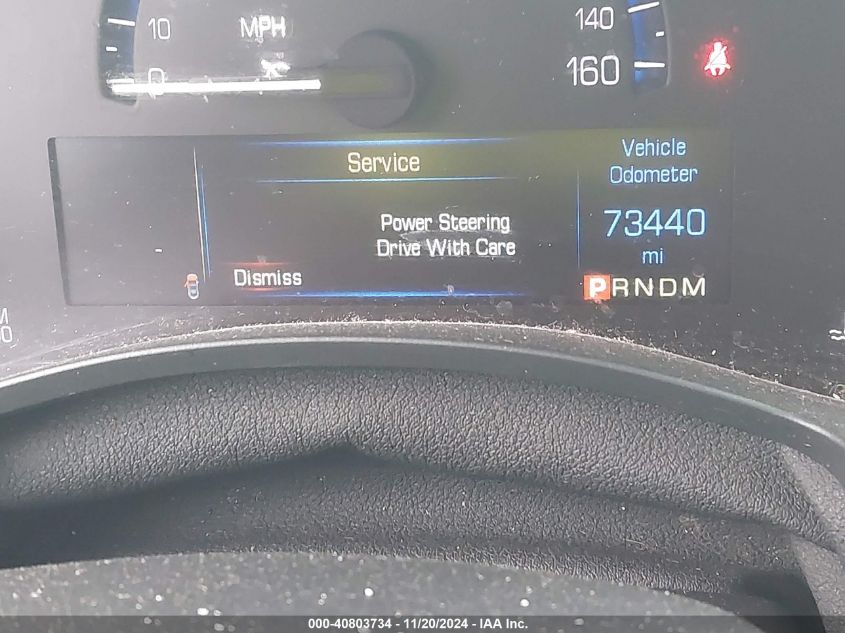 10
MPH
140
0
160
Service
Vehicle
Odometer
Power Steering
Drive With Care
73440
mi
Dismiss
PRNDM
000-40803734 - 11/20/2024 - IAA Inc.